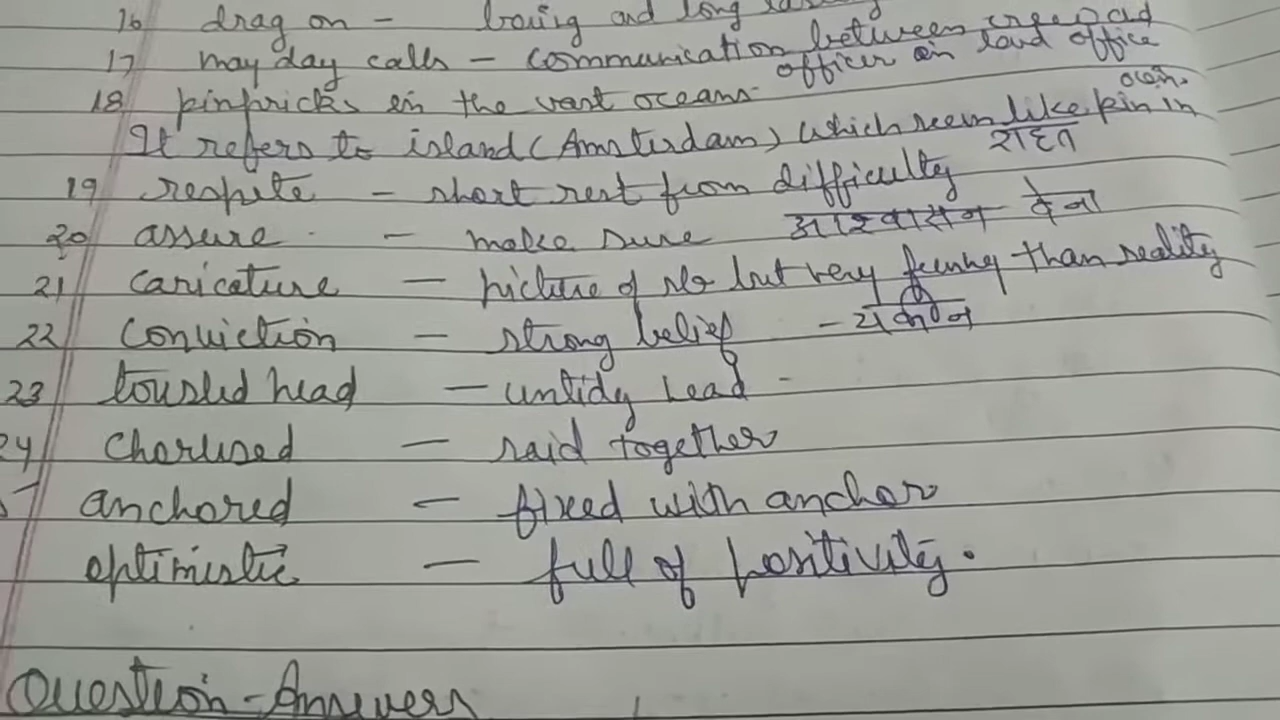 16 drag on - boring and long
17 may day calls - communication between
officer on land office
18 pinpricks in the vast oceans.
ocean.
It refers to island (Amsterdam) which seem like pin in
राहत
19 respite - short rest from difficulty
20 assure - make sure आश्वासन देना
21 caricature - picture of but very funny than reality
22 Conviction - strong belief - यकीन
23 tousled head - untidy head -
24 Chorused - said together
anchored - fixed with anchor
optimistic - full of positivity.
Question-Answers